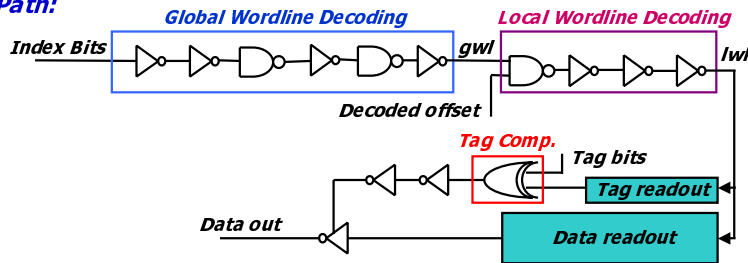 Path:
Global Wordline Decoding
Local Wordline Decoding
Index Bits
gwl
lwl
Decoded offset
Tag Comp.
Tag bits
Tag readout
Data out
Data readout